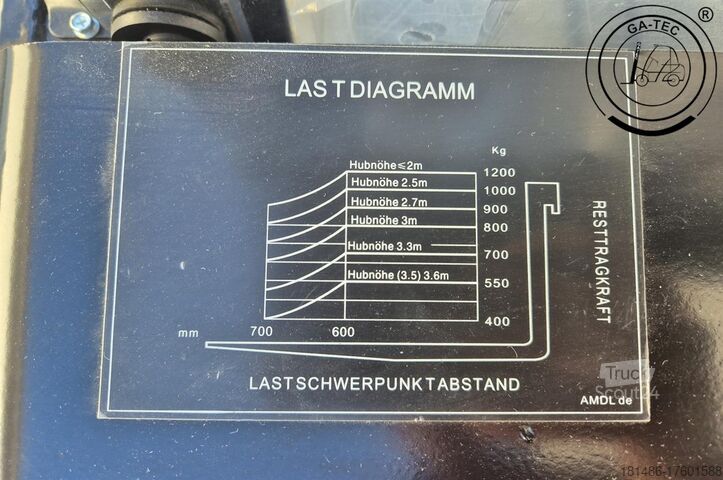 GA-TEC
®
LASTDIAGRAMM
Kg
Hubnöhe≤2m
1200
Hubnöhe 2.5m
1000
Hubnöhe 2.7m
900
Hubnöhe 3m
800
Hubnöhe 3.3m
700
Hubnöhe (3.5) 3.6m
550
400
mm
700
600
RESTTRAGKRAFT
LASTSCHWERPUNKTABSTAND
AMDL de
Truck
Scout24
181486-17601588